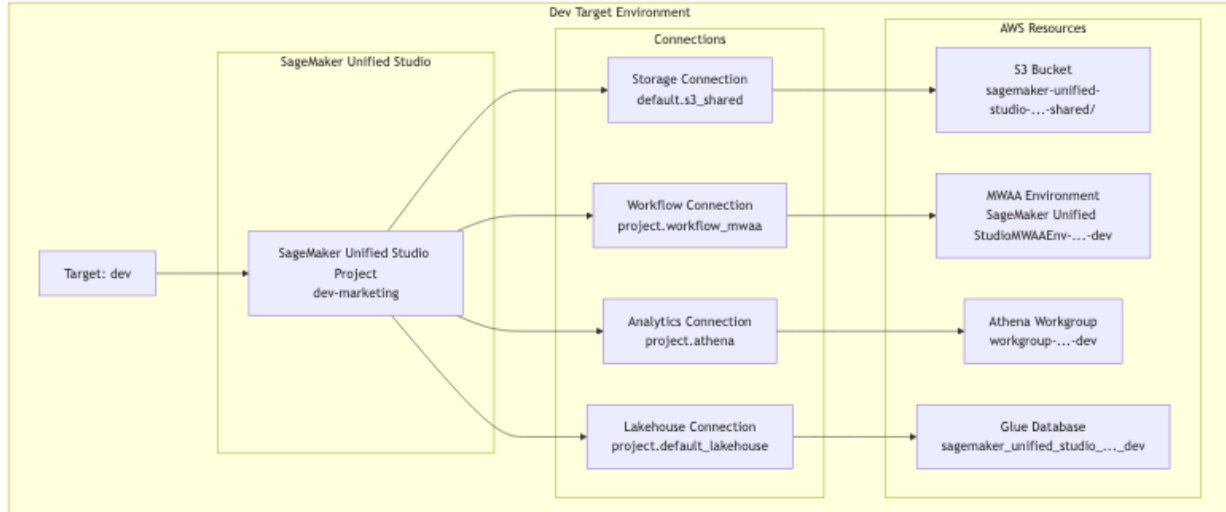 Dev Target Environment
SageMaker Unified Studio
Connections
AWS Resources
Target: dev
SageMaker Unified Studio
Project
dev-marketing
Storage Connection
default.s3_shared
S3 Bucket
sagemaker-unified-
studio-...-shared/
Workflow Connection
project.workflow_mwaa
MWAA Environment
SageMaker Unified
StudioMWAAEnv-...-dev
Analytics Connection
project.athena
Athena Workgroup
workgroup-...-dev
Lakehouse Connection
project.default_lakehouse
Glue Database
sagemaker_unified_studio_..._dev